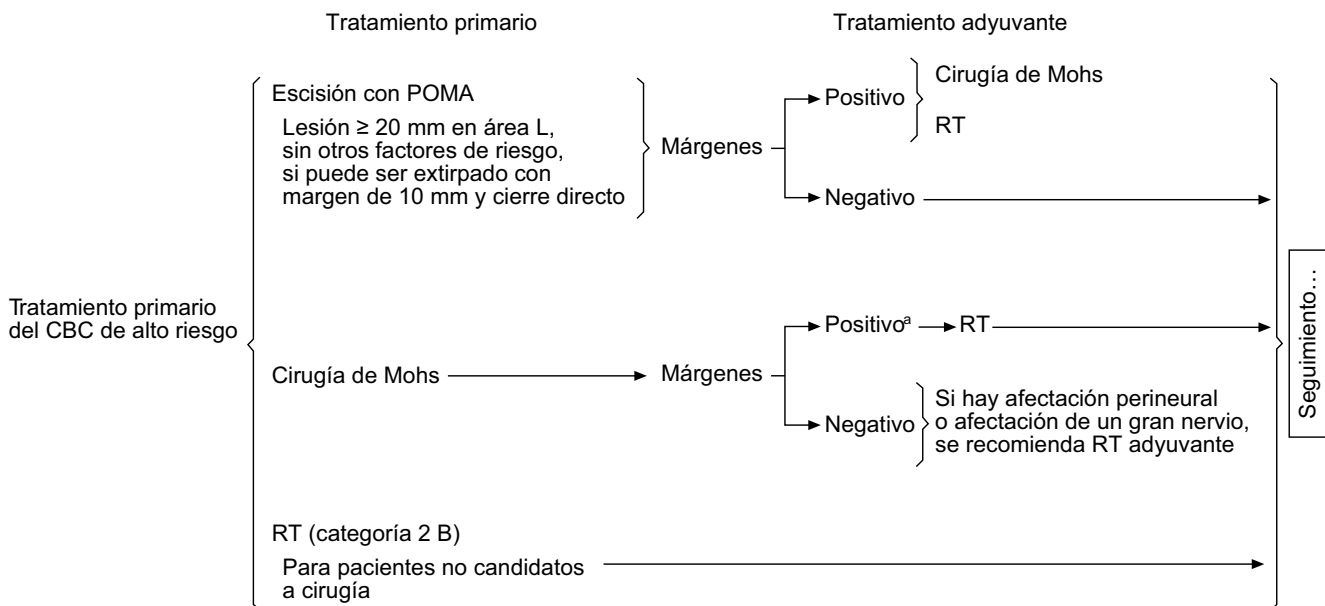 Tratamiento primario
Tratamiento adyuvante
Tratamiento primario
del CBC de alto riesgo
Escisión con POMA
Lesión ≥ 20 mm en área L,
sin otros factores de riesgo,
si puede ser extirpado con
margen de 10 mm y cierre directo
Márgenes
Positivo
Cirugía de Mohs
RT
Negativo
Cirugía de Mohs
Márgenes
Positivoª
RT
Negativo
Si hay afectación perineural
o afectación de un gran nervio,
se recomienda RT adyuvante
RT (categoría 2 B)
Para pacientes no candidatos
a cirugía
Seguimiento...